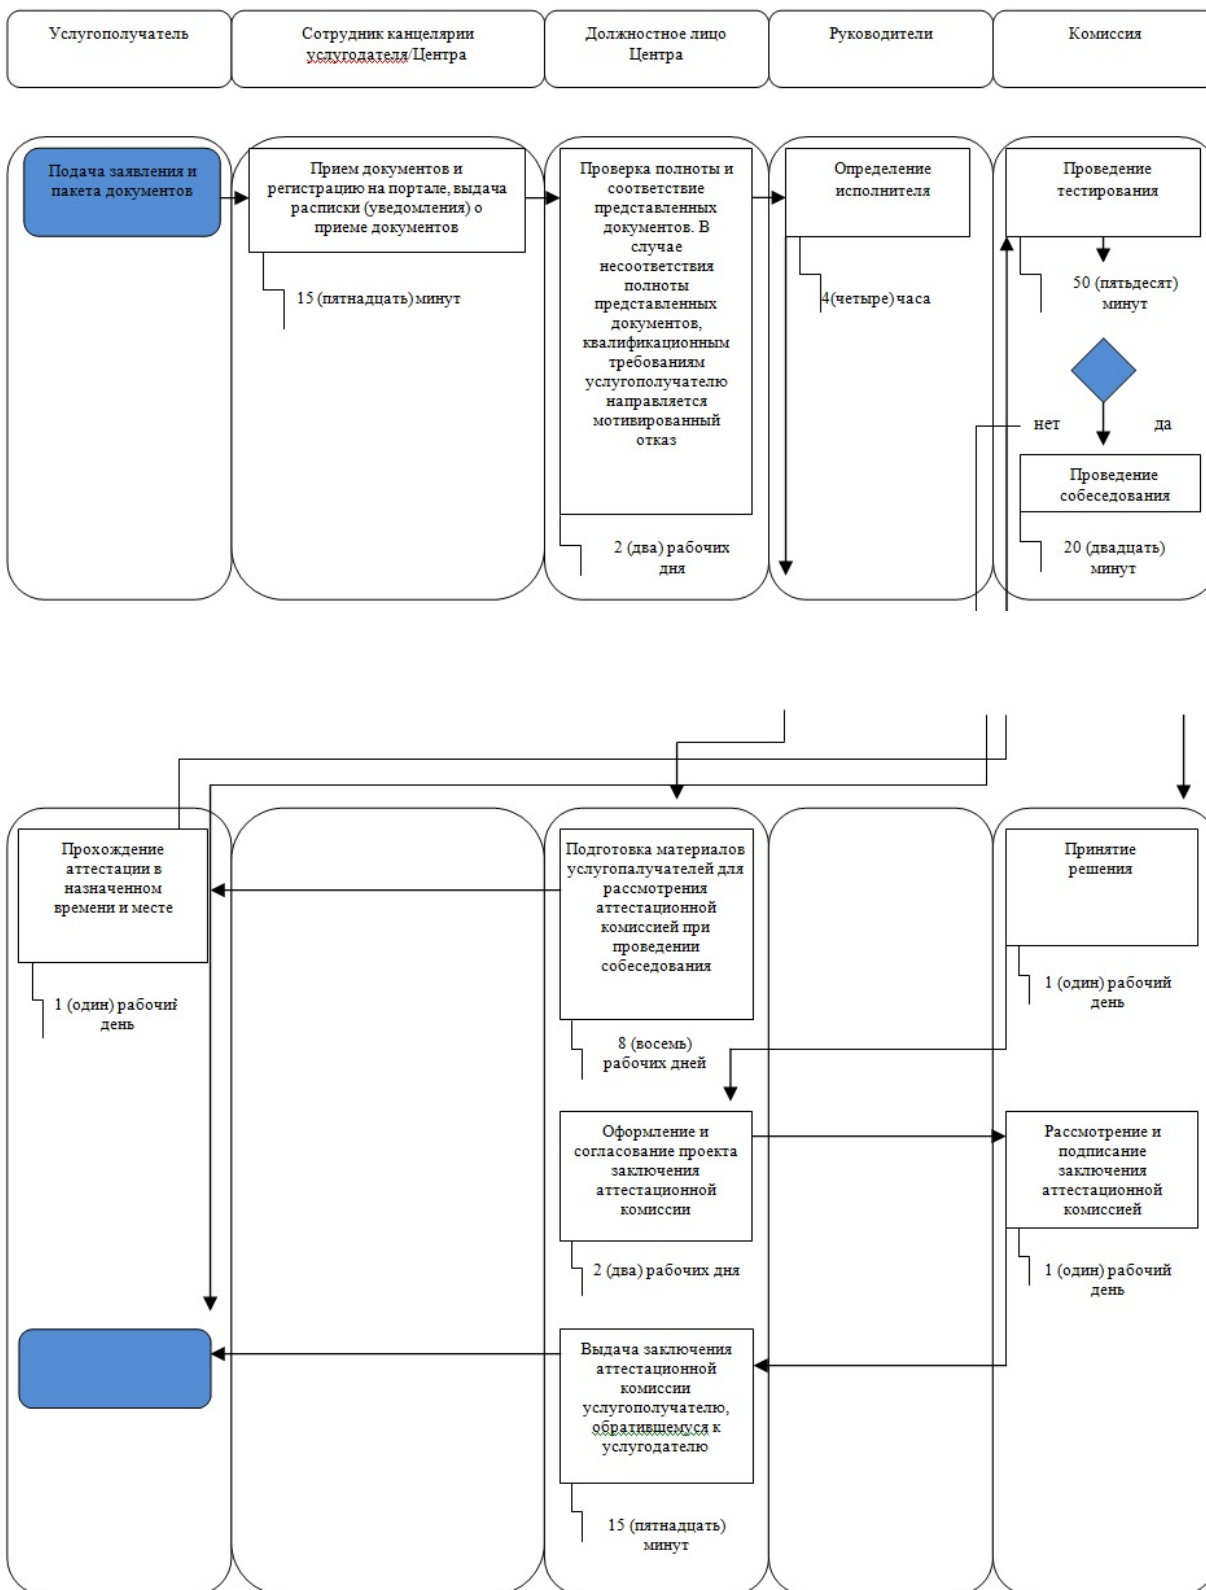 Услугополучатель
Сотрудник канцелярии
услугодателя/Центра
Должностное лицо
Центра
Руководители
Комиссия
Подача заявления и
пакета документов
Прием документов и
регистрацию на портале, выдача
расписки (уведомления) о
приеме документов
15 (пятнадцать) минут
Проверка полноты и
соответствие
представленных
документов. В
случае
несоответствия
полноты
представленных
документов,
квалификационным
требованиям
услугополучателю
направляется
мотивированный
отказ
2 (два) рабочих
дня
Определение
исполнителя
4(четыре) часа
Проведение
тестирования
50 (пятьдесят)
минут
нет
да
Проведение
собеседования
20 (двадцать)
минут
Прохождение
аттестации в
назначенном
времени и месте
1 (один) рабочий
день
Подготовка материалов
услугопалучателей для
рассмотрения
аттестационной
комиссией при
проведении
собеседования
8 (восемь)
рабочих дней
Принятие
решения
1 (один) рабочий
день
Оформление и
согласование проекта
заключения
аттестационной
комиссии
2 (два) рабочих дня
Рассмотрение и
подписание
заключения
аттестационной
комиссией
1 (один) рабочий
день
Выдача заключения
аттестационной
комиссии
услугополучателю,
обратившемуся к
услугодателю
15 (пятнадцать)
минут